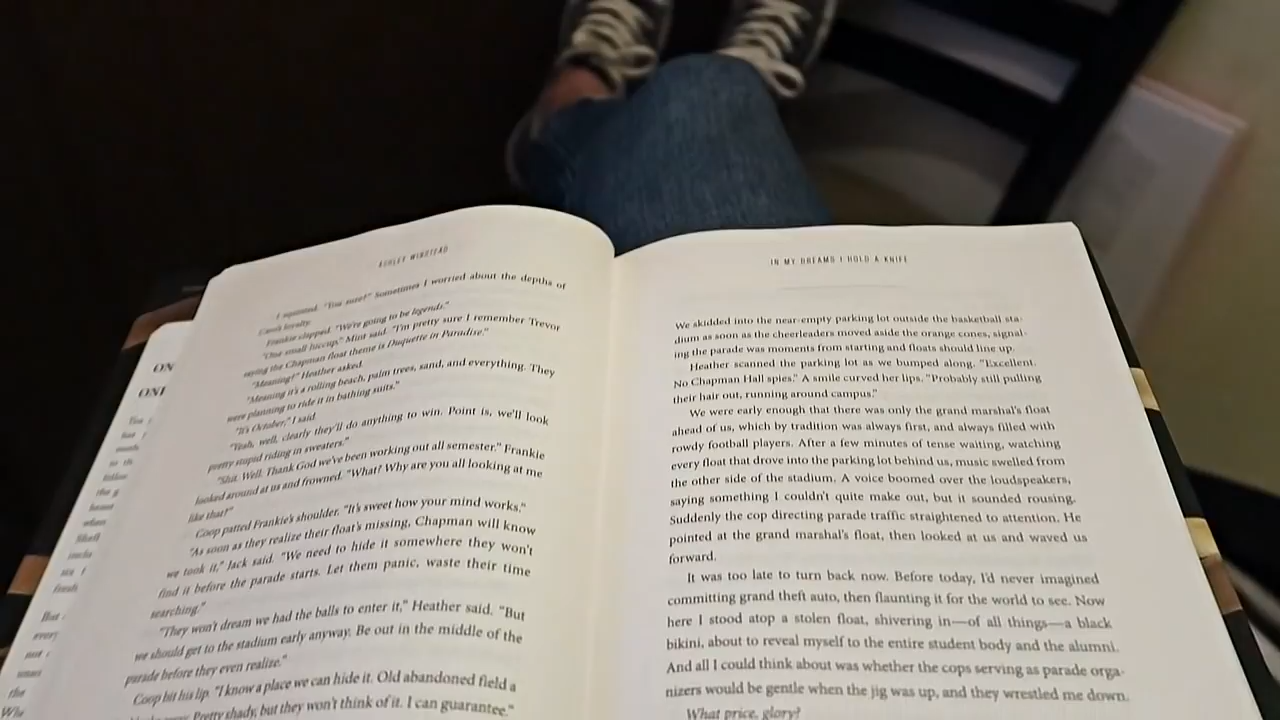 ASHLEY WINSTEAD
I squinted. "You sure?" Sometimes I worried about the depths of
Coop's loyalty.
Frankie clapped. "We're going to be legends."
"One small hiccup," Mint said. "I'm pretty sure I remember Trevor
saying the Chapman float theme is Duquette in Paradise."
"Meaning?" Heather asked.
"Meaning it's a rolling beach, palm trees, sand, and everything. They
were planning to ride it in bathing suits."
"It's October," I said.
"Yeah, well, clearly they'll do anything to win. Point is, we'll look
pretty stupid riding in sweaters."
"Shit. Well. Thank God we've been working out all semester." Frankie
looked around at us and frowned. "What? Why are you all looking at me
like that?"
Coop patted Frankie's shoulder. "It's sweet how your mind works."
"As soon as they realize their float's missing, Chapman will know
we took it," Jack said. "We need to hide it somewhere they won't
find it before the parade starts. Let them panic, waste their time
searching."
"They won't dream we had the balls to enter it," Heather said. "But
we should get to the stadium early anyway. Be out in the middle of the
parade before they even realize."
Coop bit his lip. "I know a place we can hide it. Old abandoned field a
Pretty shady, but they won't think of it. I can guarantee."
IN MY DREAMS I HOLD A KNIFE
We skidded into the near-empty parking lot outside the basketball sta-
dium as soon as the cheerleaders moved aside the orange cones, signal-
ing the parade was moments from starting and floats should line up.
Heather scanned the parking lot as we bumped along. "Excellent.
No Chapman Hall spies." A smile curved her lips. "Probably still pulling
their hair out, running around campus."
We were early enough that there was only the grand marshal's float
ahead of us, which by tradition was always first, and always filled with
rowdy football players. After a few minutes of tense waiting, watching
every float that drove into the parking lot behind us, music swelled from
the other side of the stadium. A voice boomed over the loudspeakers,
saying something I couldn't quite make out, but it sounded rousing.
Suddenly the cop directing parade traffic straightened to attention. He
pointed at the grand marshal's float, then looked at us and waved us
forward.
It was too late to turn back now. Before today, I'd never imagined
committing grand theft auto, then flaunting it for the world to see. Now
here I stood atop a stolen float, shivering in—of all things—a black
bikini, about to reveal myself to the entire student body and the alumni.
And all I could think about was whether the cops serving as parade orga-
nizers would be gentle when the jig was up, and they wrestled me down.
What price, glory?